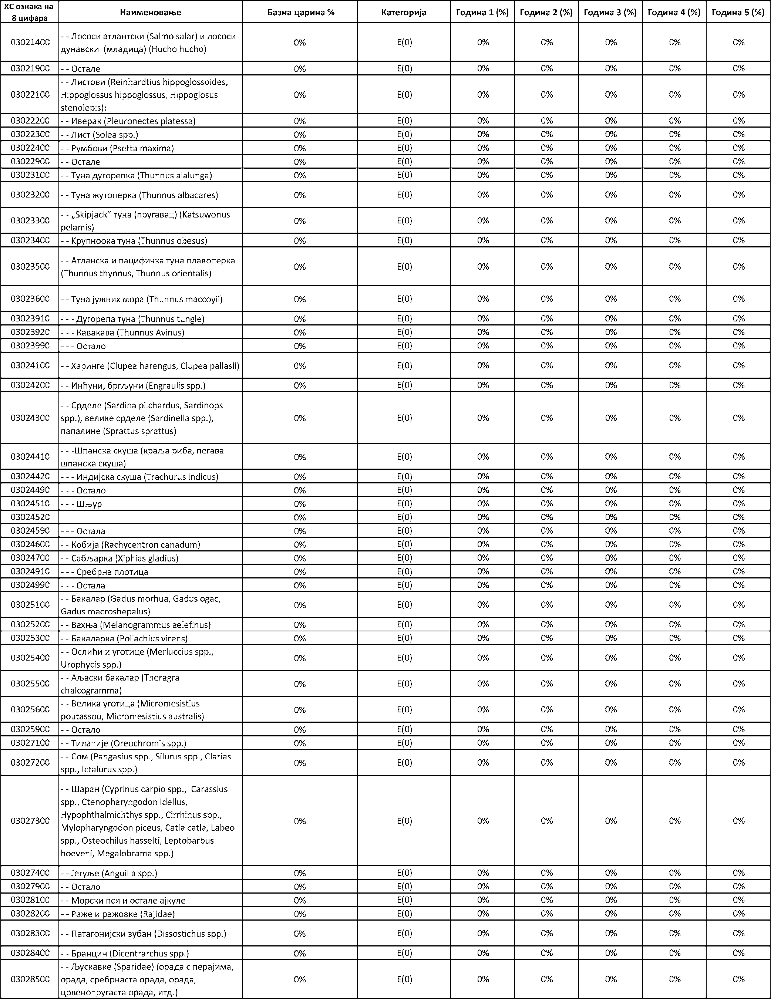 ХС ознака на 8 цифара Наименовање Базна царина % Категорија Година 1 (%) Година 2 (%) Година 3 (%) Година 4 (%) Година 5 (%)
03021400 - - Лососи атлантски (Salmo salar) и лососи дунавски (младица) (Hucho hucho) 0% E(0) 0% 0% 0% 0% 0%
03021900 - - Остале 0% E(0) 0% 0% 0% 0% 0%
03022100 - - Листови (Reinhardtius hippoglossoides, Hippoglossus hippoglossus, Hippoglosus stenolepis): 0% E(0) 0% 0% 0% 0% 0%
03022200 - - Иверак (Pleuronectes platessa) 0% E(0) 0% 0% 0% 0% 0%
03022300 - - Лист (Solea spp.) 0% E(0) 0% 0% 0% 0% 0%
03022400 - - Румбови (Psetta maxima) 0% E(0) 0% 0% 0% 0% 0%
03022900 - - Остале 0% E(0) 0% 0% 0% 0% 0%
03023100 - - Туна дугорепка (Thunnus alalunga) 0% E(0) 0% 0% 0% 0% 0%
03023200 - - Туна жутоперка (Thunnus albacares) 0% E(0) 0% 0% 0% 0% 0%
03023300 - - „Skipjack” туна (пругавац) (Katsuwonus pelamis) 0% E(0) 0% 0% 0% 0% 0%
03023400 - - Крупноока туна (Thunnus obesus) 0% E(0) 0% 0% 0% 0% 0%
03023500 - - Атланска и пацифичка туна плавоперка (Thunnus thynnus, Thunnus orientalis) 0% E(0) 0% 0% 0% 0% 0%
03023600 - - Туна јужних мора (Thunnus maccoyii) 0% E(0) 0% 0% 0% 0% 0%
03023910 - - - Дугорепа туна (Thunnus tungle) 0% E(0) 0% 0% 0% 0% 0%
03023920 - - - Кавакава (Thunnus Avinus) 0% E(0) 0% 0% 0% 0% 0%
03023990 - - - Остало 0% E(0) 0% 0% 0% 0% 0%
03024100 - - Харинге (Clupea harengus, Clupea pallasii) 0% E(0) 0% 0% 0% 0% 0%
03024200 - - Инћуни, бргљуни (Engraulis spp.) 0% E(0) 0% 0% 0% 0% 0%
03024300 - - Срделе (Sardina pilchardus, Sardinops spp.), велике срделе (Sardinella spp.), папалине (Sprattus sprattus) 0% E(0) 0% 0% 0% 0% 0%
03024410 - - -Шпанска скуша (краља риба, пегава шпанска скуша) 0% E(0) 0% 0% 0% 0% 0%
03024420 - - - Индијска скуша (Trachurus indicus) 0% E(0) 0% 0% 0% 0% 0%
03024490 - - - Остало 0% E(0) 0% 0% 0% 0% 0%
03024510 - - - Шњур 0% E(0) 0% 0% 0% 0% 0%
03024520 0% E(0) 0% 0% 0% 0% 0%
03024590 - - - Остала 0% E(0) 0% 0% 0% 0% 0%
03024600 - - Кобија (Rachycentron canadum) 0% E(0) 0% 0% 0% 0% 0%
03024700 - - Сабљарка (Xiphias gladius) 0% E(0) 0% 0% 0% 0% 0%
03024910 - - - Сребрна плотица 0% E(0) 0% 0% 0% 0% 0%
03024990 - - - Остала 0% E(0) 0% 0% 0% 0% 0%
03025100 - - Бакалар (Gadus morhua, Gadus ogac, Gadus macroshepalus) 0% E(0) 0% 0% 0% 0% 0%
03025200 - - Вахња (Melanogrammus aelefinus) 0% E(0) 0% 0% 0% 0% 0%
03025300 - - Бакаларка (Pollachius virens) 0% E(0) 0% 0% 0% 0% 0%
03025400 - - Ослићи и уготице (Merluccius spp., Urophycis spp.) 0% E(0) 0% 0% 0% 0% 0%
03025500 - - Аљаски бакалар (Theragra chalcogramma) 0% E(0) 0% 0% 0% 0% 0%
03025600 - - Велика уготица (Micromesistius poutassou, Micromesistius australis) 0% E(0) 0% 0% 0% 0% 0%
03025900 - - Остало 0% E(0) 0% 0% 0% 0% 0%
03027100 - - Тилапије (Oreochromis spp.) 0% E(0) 0% 0% 0% 0% 0%
03027200 - - Сом (Pangasius spp., Silurus spp., Clarias spp., Ictalurus spp.) 0% E(0) 0% 0% 0% 0% 0%
03027300 - - Шаран (Cyprinus carpio spp., Carassius spp., Ctenopharyngodon idellus, Hypophthalmichthys spp., Cirrhinus spp., Mylopharyngodon piceus, Catla catla, Labeo spp., Osteochilus hasselti, Leptobarbus hoeveni, Megalobrama spp.) 0% E(0) 0% 0% 0% 0% 0%
03027400 - - Јегуље (Anguilla spp.) 0% E(0) 0% 0% 0% 0% 0%
03027900 - - Остало 0% E(0) 0% 0% 0% 0% 0%
03028100 - - Морски пси и остале ајкуле 0% E(0) 0% 0% 0% 0% 0%
03028200 - - Раже и ражовке (Rajidae) 0% E(0) 0% 0% 0% 0% 0%
03028300 - - Патагонијски зубан (Dissostichus spp.) 0% E(0) 0% 0% 0% 0% 0%
03028400 - - Бранцин (Dicentrarchus spp.) 0% E(0) 0% 0% 0% 0% 0%
03028500 - - Љускавке (Sparidae) (орада с перајима, орада, сребрнаста орада, орада, црвенопругаста орада, итд.) 0% E(0) 0% 0% 0% 0% 0%